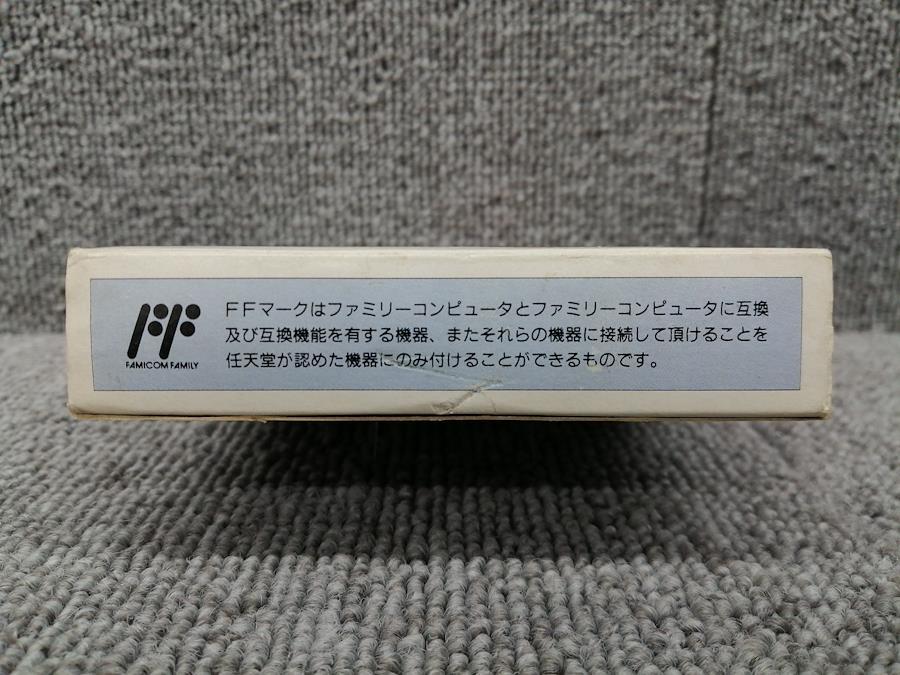 FF
FAMICOM FAMILY
FFマークはファミリーコンピュータとファミリーコンピュータに互換
及び互換機能を有する機器、またそれらの機器に接続して頂けることを
任天堂が認めた機器にのみ付けることができるものです。